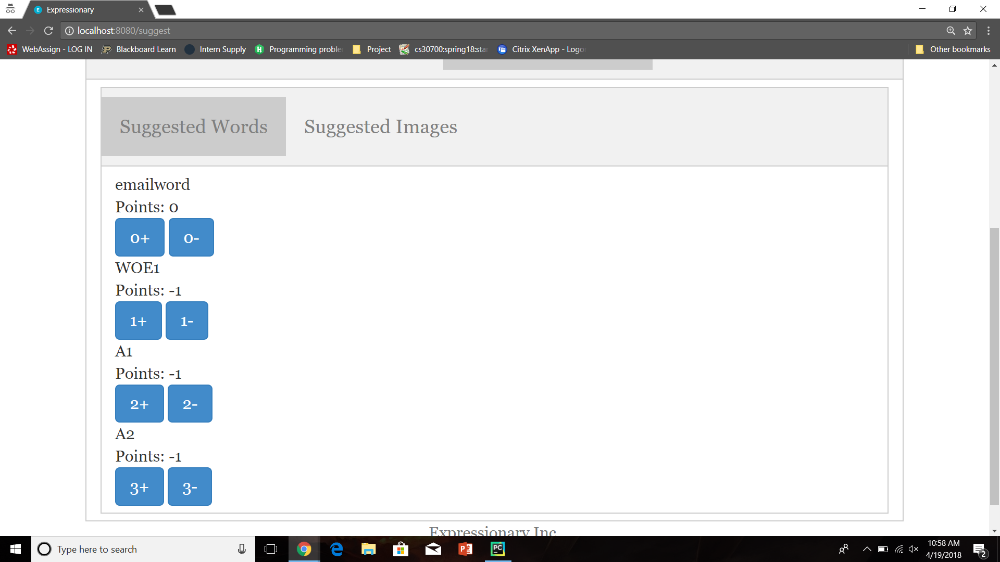 Expressionary
localhost:8080/suggest
WebAssign - LOG IN
Blackboard Learn
Intern Supply
Programming proble
Project
cs30700:spring18:star
Citrix XenApp - Logo
Other bookmarks
Suggested Words
Suggested Images
emailword
Points: 0
0+ 0-
WOE1
Points: -1
1+ 1-
A1
Points: -1
2+ 2-
A2
Points: -1
3+ 3-
Expressionary Inc
Type here to search
10:58 AM
4/19/2018
2